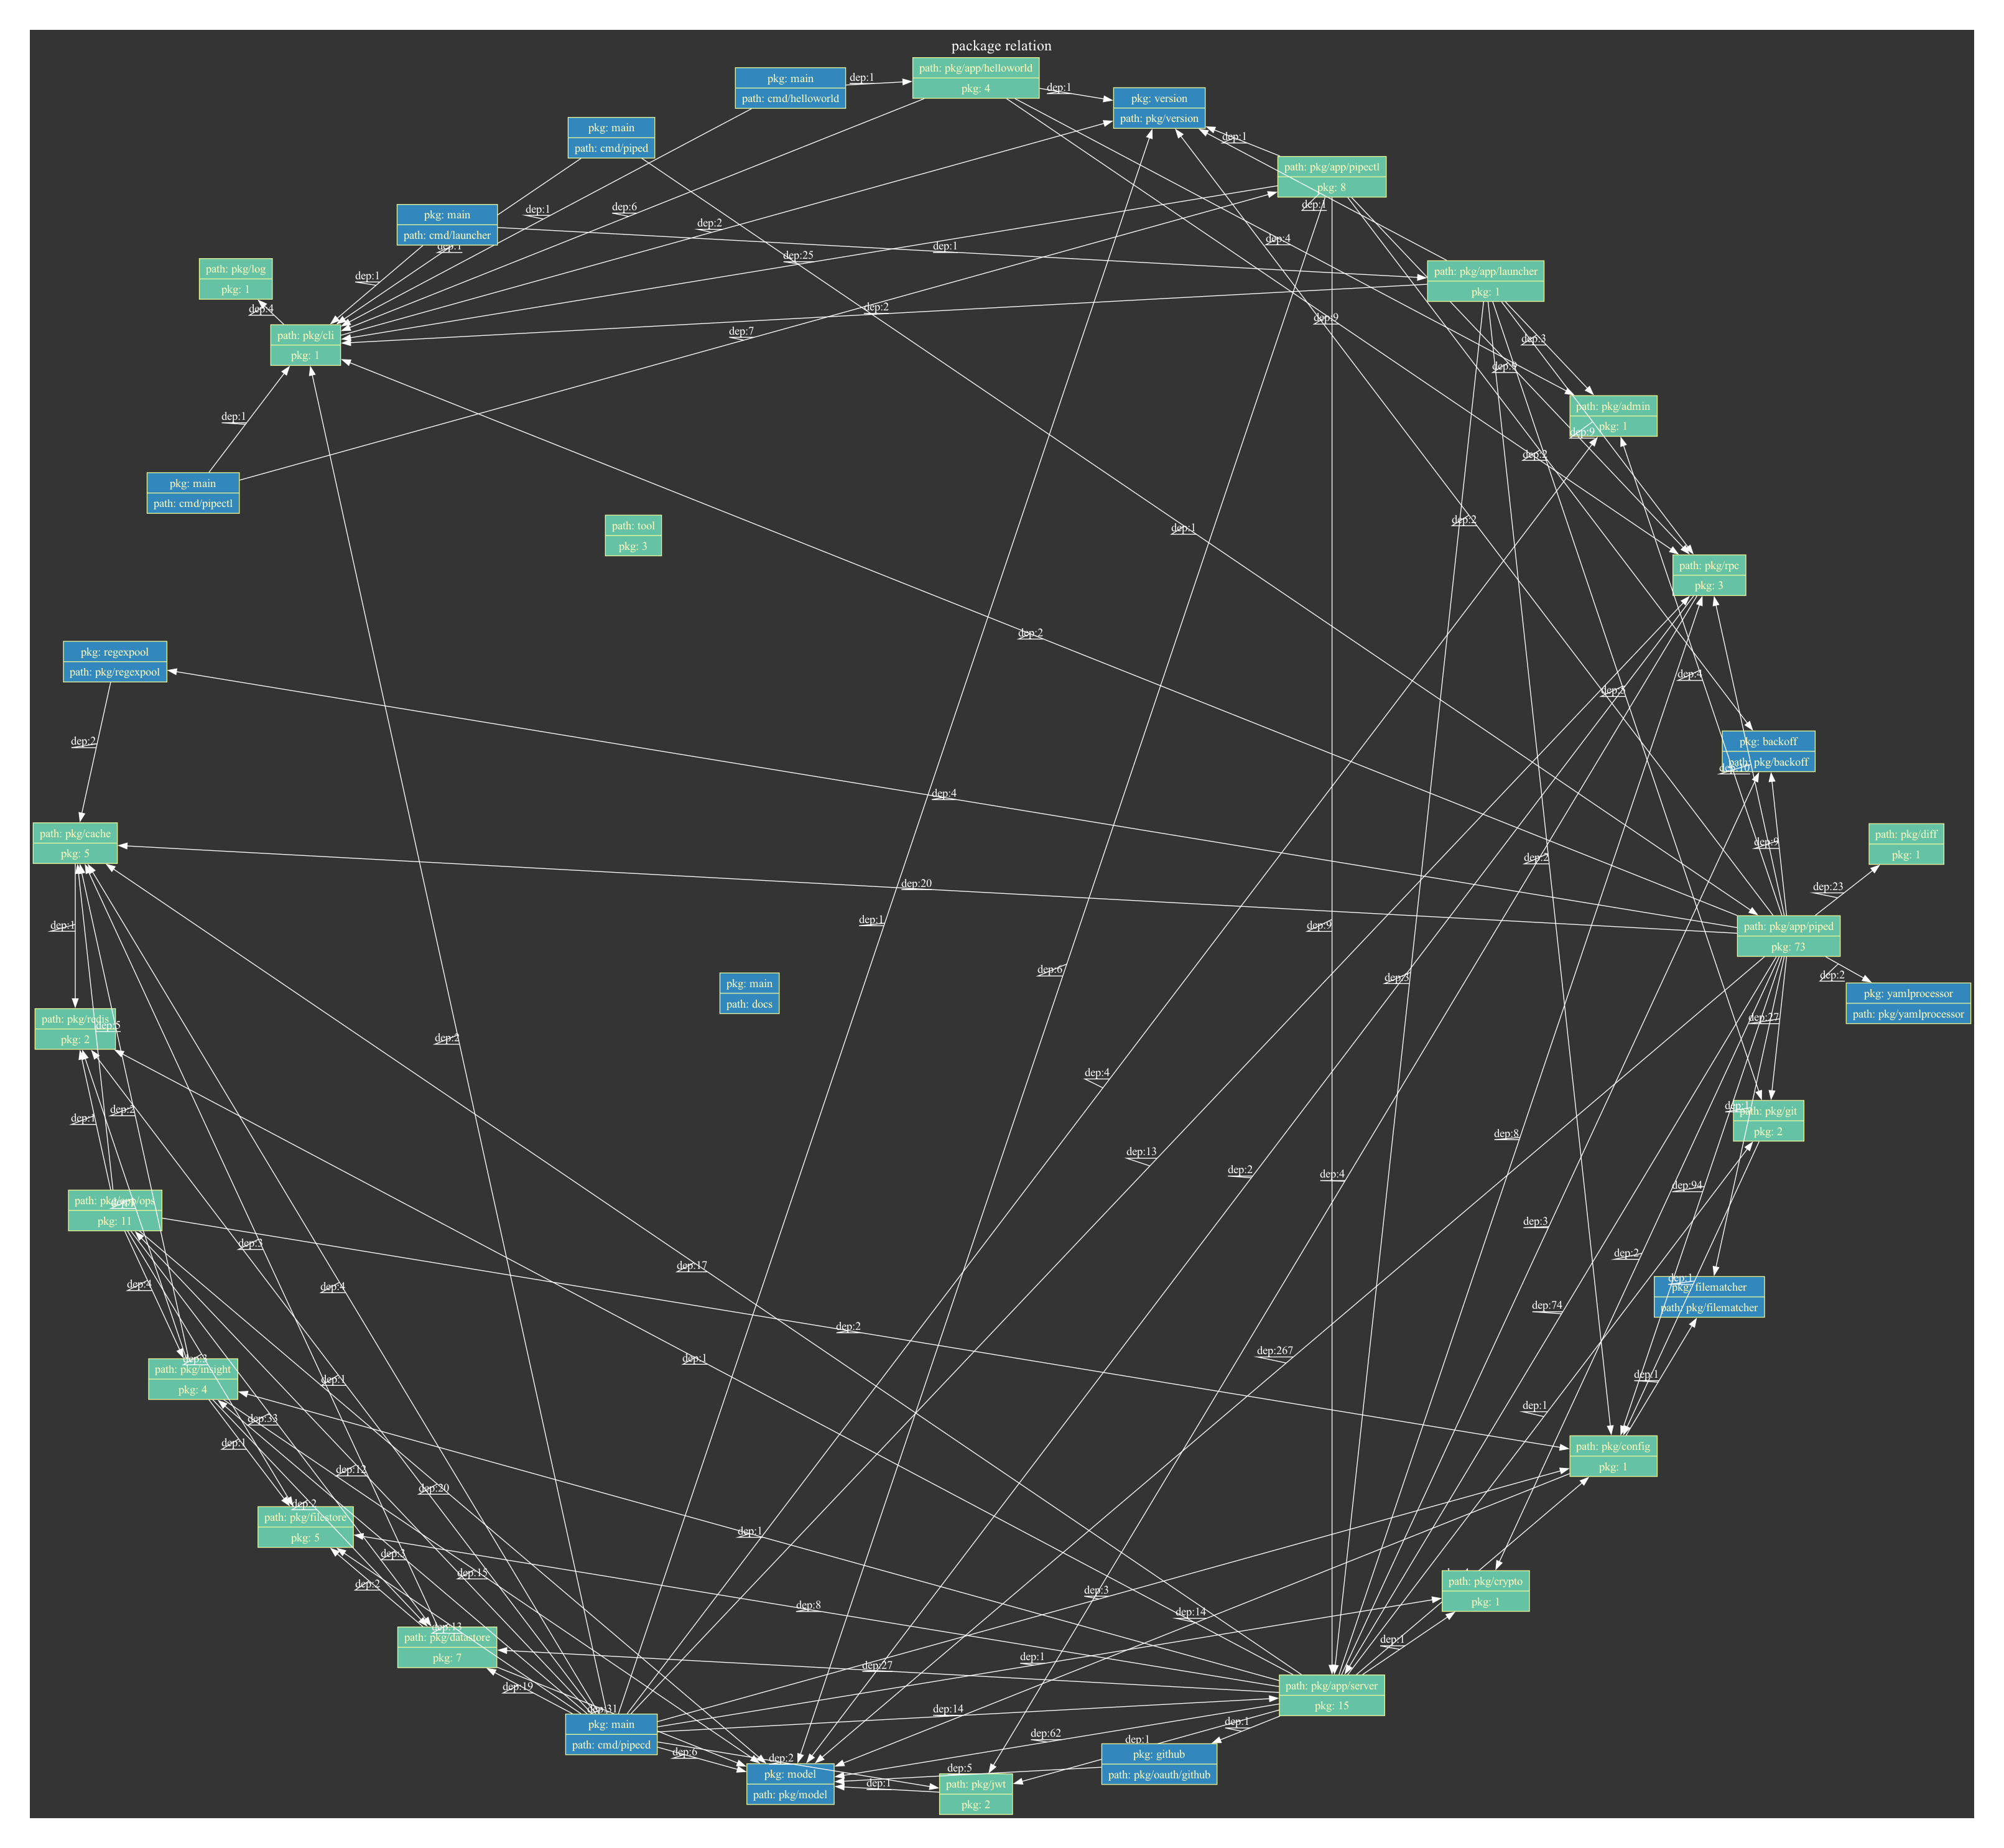 package relation
pkg: main
path: cmd/helloworld
dep:1
path: pkg/app/helloworld
pkg: 4
dep:1
pkg: version
path: pkg/version
pkg: main
path: cmd/piped
dep:1
path: pkg/app/pipectl
pkg: 8
dep:1
pkg: main
path: cmd/launcher
dep:1
dep:1
dep:6
dep:2
dep:25
dep:1
dep:4
path: pkg/log
pkg: 1
dep:1
path: pkg/app/launcher
pkg: 1
dep:4
dep:2
dep:9
path: pkg/cli
pkg: 1
dep:7
dep:3
dep:9
path: pkg/admin
pkg: 1
dep:1
dep:9
dep:2
pkg: main
path: cmd/pipectl
path: tool
pkg: 3
dep:1
dep:2
path: pkg/rpc
pkg: 3
dep:2
pkg: regexpool
path: pkg/regexpool
dep:4
dep:2
pkg: backoff
path: pkg/backoff
dep:10
dep:4
path: pkg/cache
pkg: 5
dep:20
dep:2
dep:9
path: pkg/diff
pkg: 1
dep:23
dep:1
dep:1
dep:9
path: pkg/app/piped
pkg: 73
dep:6
dep:3
dep:2
pkg: main
path: docs
pkg: yamlprocessor
path: pkg/yamlprocessor
path: pkg/redis
pkg: 2
dep:5
dep:2
dep:77
dep:4
dep:1
dep:2
dep:1
path: pkg/git
pkg: 2
dep:13
dep:8
dep:2
dep:4
dep:94
path: pkg/app/ops
pkg: 11
dep:3
dep:3
dep:2
dep:17
dep:4
dep:4
dep:1
pkg: filematcher
path: pkg/filematcher
dep:74
dep:2
dep:267
dep:1
path: pkg/insight
pkg: 4
dep:1
dep:1
dep:33
dep:1
dep:1
path: pkg/config
pkg: 1
dep:12
dep:20
dep:2
path: pkg/filestore
pkg: 5
dep:1
dep:3
dep:15
dep:2
dep:3
path: pkg/crypto
pkg: 1
dep:8
dep:14
dep:13
path: pkg/datastore
pkg: 7
dep:1
dep:1
dep:27
dep:19
path: pkg/app/server
pkg: 15
dep:31
dep:14
pkg: main
path: cmd/pipecd
dep:1
dep:62
dep:1
dep:6
dep:2
pkg: github
path: pkg/oauth/github
dep:5
pkg: model
path: pkg/model
dep:1
path: pkg/jwt
pkg: 2